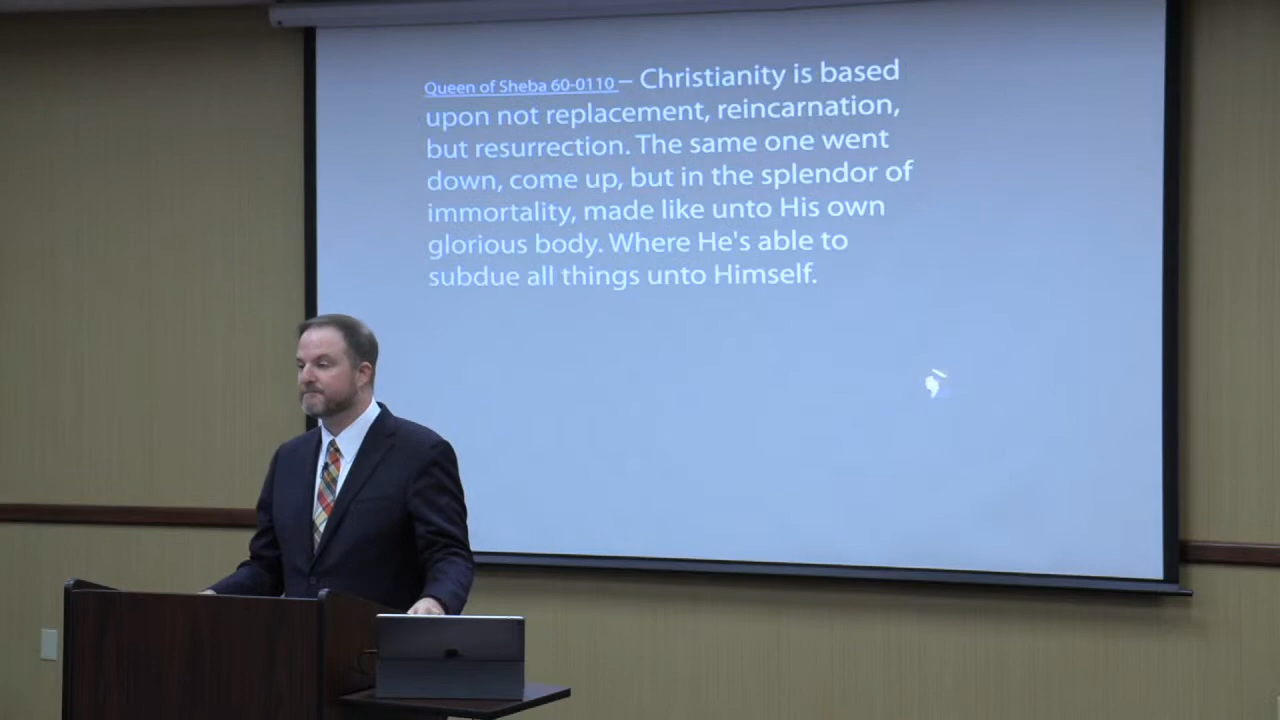 Queen of Sheba 60-0110 – Christianity is based
upon not replacement, reincarnation,
but resurrection. The same one went
down, come up, but in the splendor of
immortality, made like unto His own
glorious body. Where He's able to
subdue all things unto Himself.